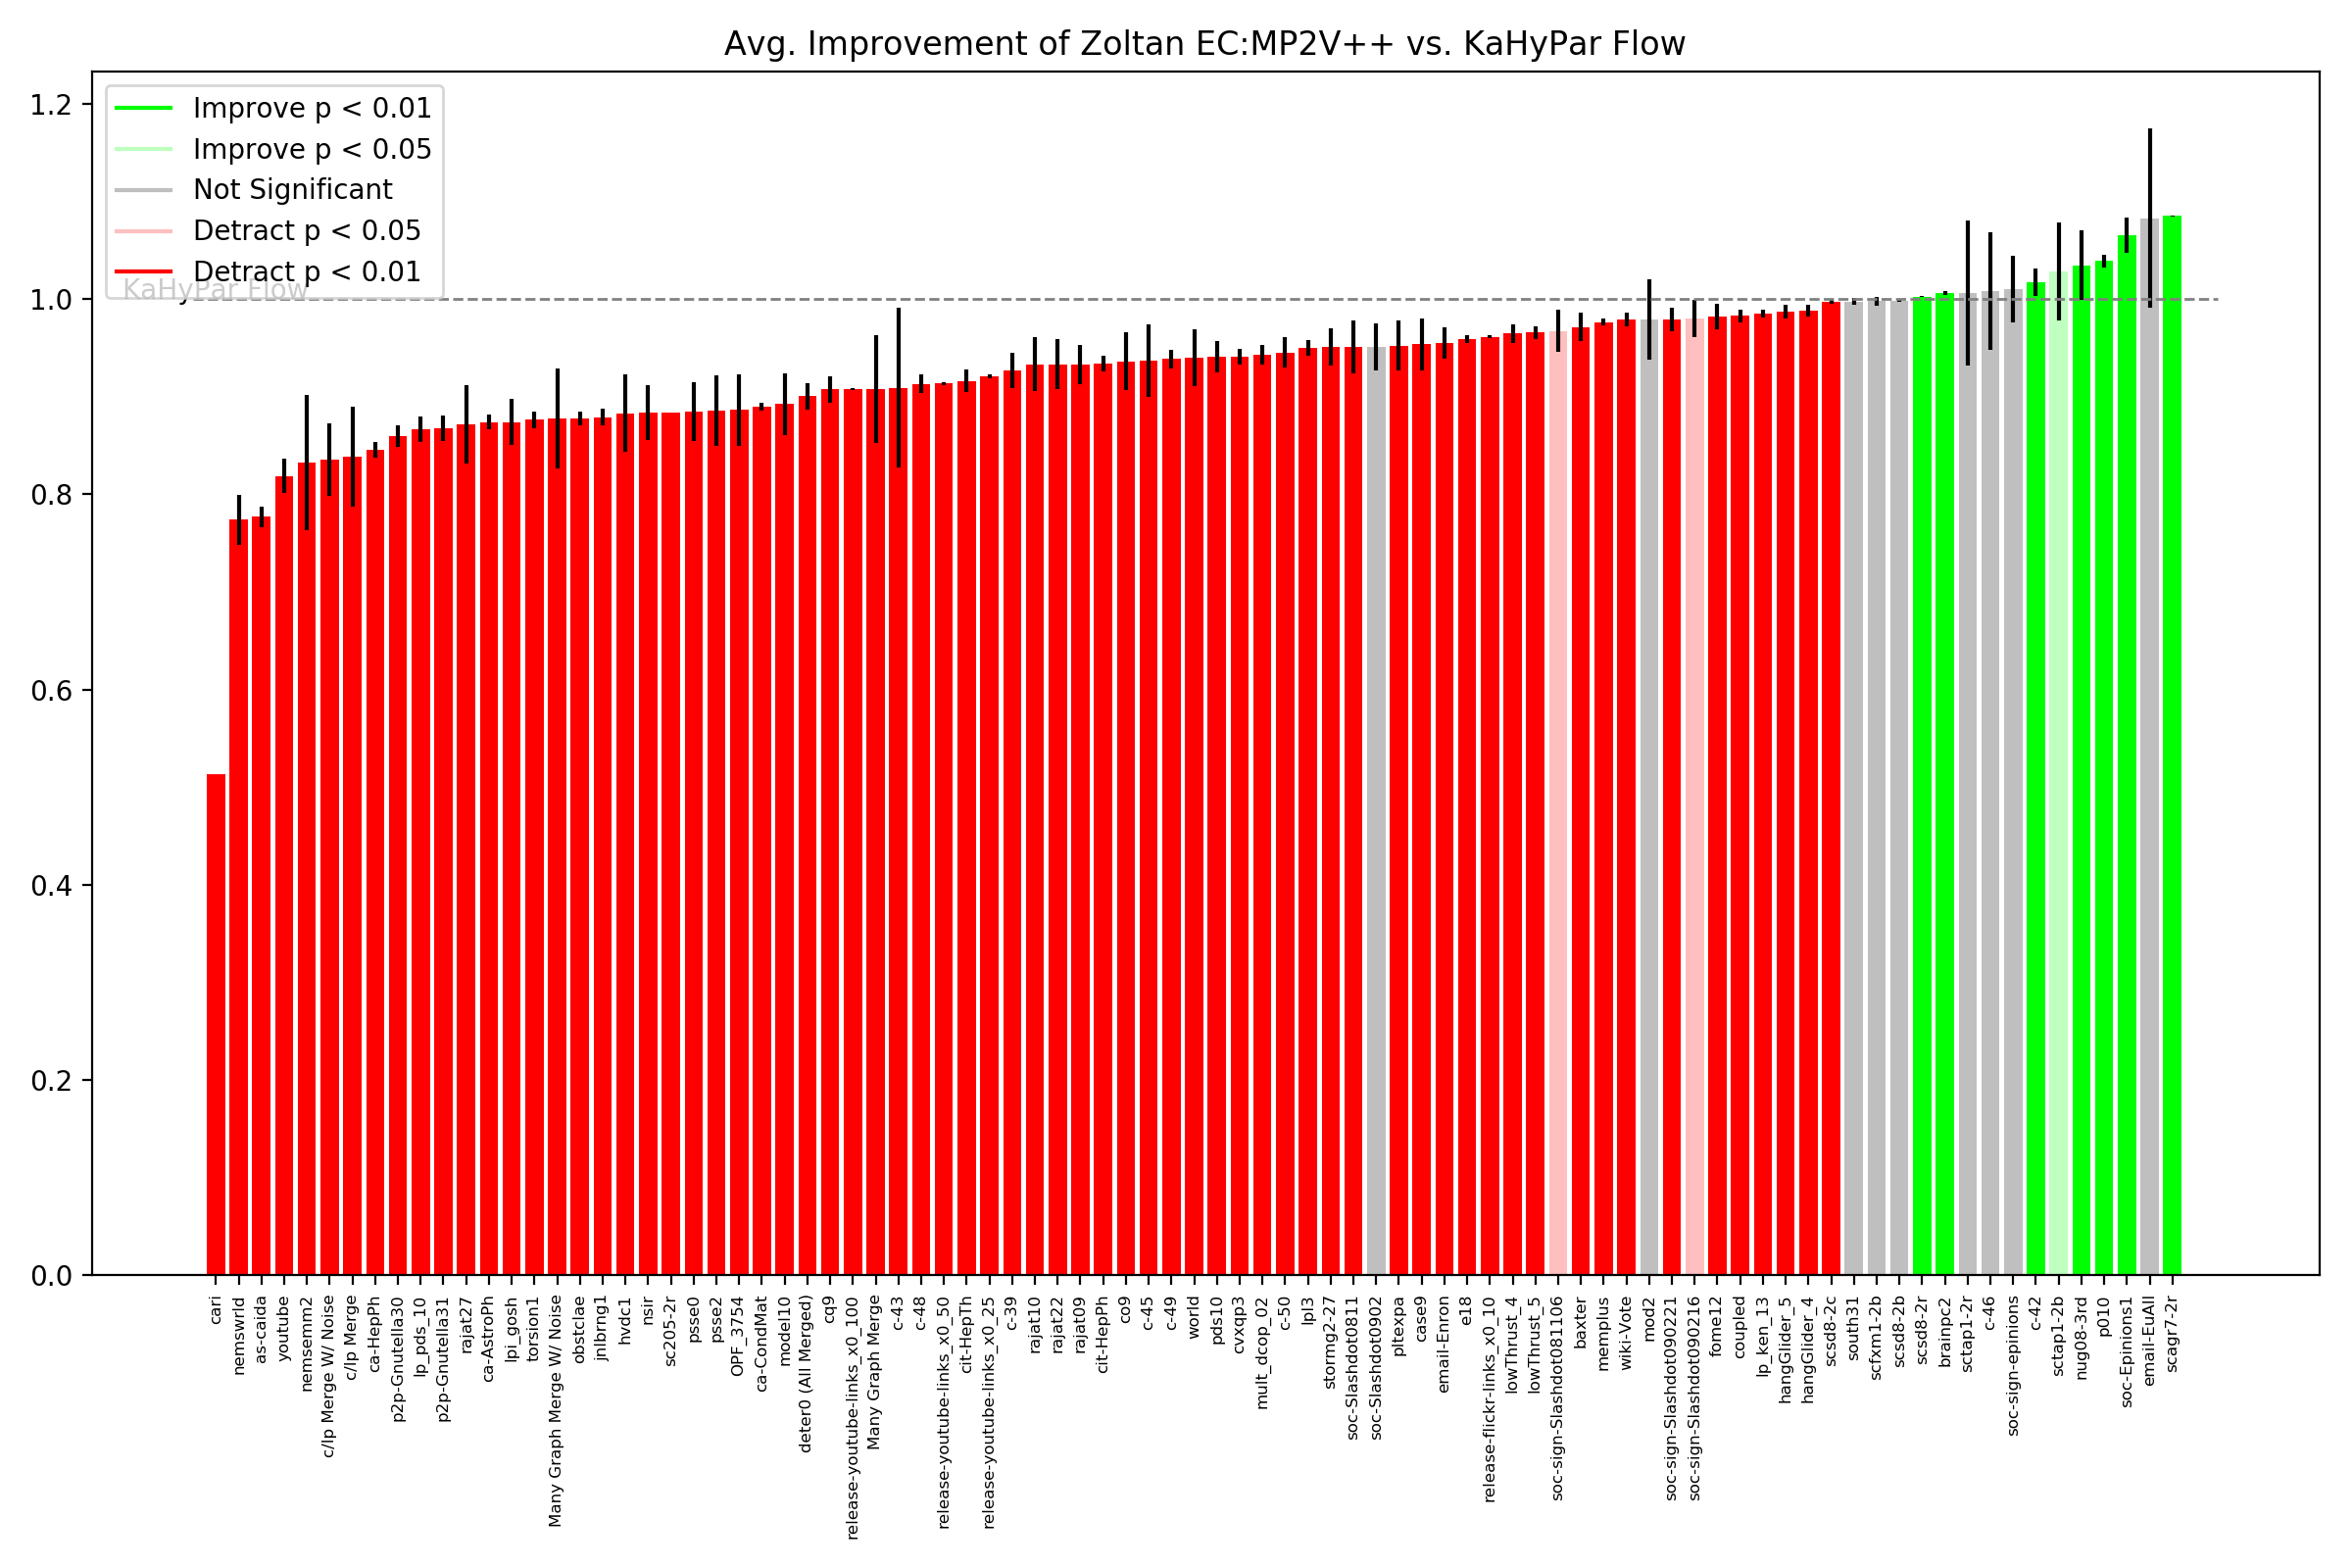 Avg. Improvement of Zoltan EC:MP2V++ vs. KaHyPar Flow
1.2
1.0
0.8
0.6
0.4
0.2
0.0
Improve p < 0.01
Improve p < 0.05
Not Significant
Detract p < 0.05
Detract p < 0.01
KaHyPar Flow
cari
nemswrld
as-caida
youtube
nemsemm2
c/lp Merge W/ Noise
c/lp Merge
ca-HepPh
p2p-Gnutella30
lp_pds_10
p2p-Gnutella31
rajat27
ca-AstroPh
lpi_gosh
torsion1
Many Graph Merge W/ Noise
obstclae
jnlbrng1
hvdc1
nsir
sc205-2r
psse0
psse2
OPF_3754
ca-CondMat
model10
deter0 (All Merged)
cq9
release-youtube-links_x0_100
Many Graph Merge
c-43
c-48
release-youtube-links_x0_50
cit-HepTh
release-youtube-links_x0_25
c-39
rajat10
rajat22
rajat09
cit-HepPh
co9
c-45
c-49
world
pds10
cvxqp3
mult_dcop_02
c-50
lpl3
stormg2-27
soc-Slashdot0811
soc-Slashdot0902
pltexpa
case9
email-Enron
e18
release-flickr-links_x0_10
lowThrust_4
lowThrust_5
soc-sign-Slashdot081106
baxter
memplus
wiki-Vote
mod2
soc-sign-Slashdot090221
soc-sign-Slashdot090216
fome12
coupled
lp_ken_13
hangGlider_5
hangGlider_4
scsd8-2c
south31
scfxm1-2b
scsd8-2b
scsd8-2r
brainpc2
sctap1-2r
c-46
soc-sign-epinions
c-42
sctap1-2b
nug08-3rd
p010
soc-Epinions1
email-EuAll
scagr7-2r